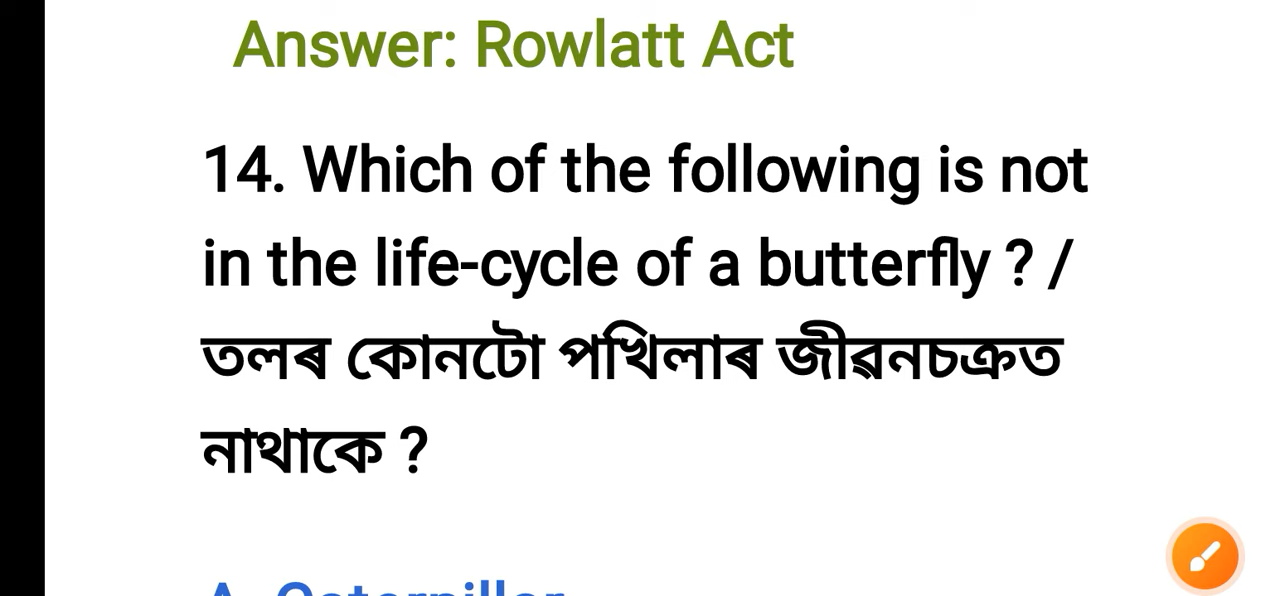 Answer: Rowlatt Act
14. Which of the following is not
in the life-cycle of a butterfly ? /
তলৰ কোনটো পখিলাৰ জীৱনচক্ৰত
নাথাকে ?
A. Caterpillar